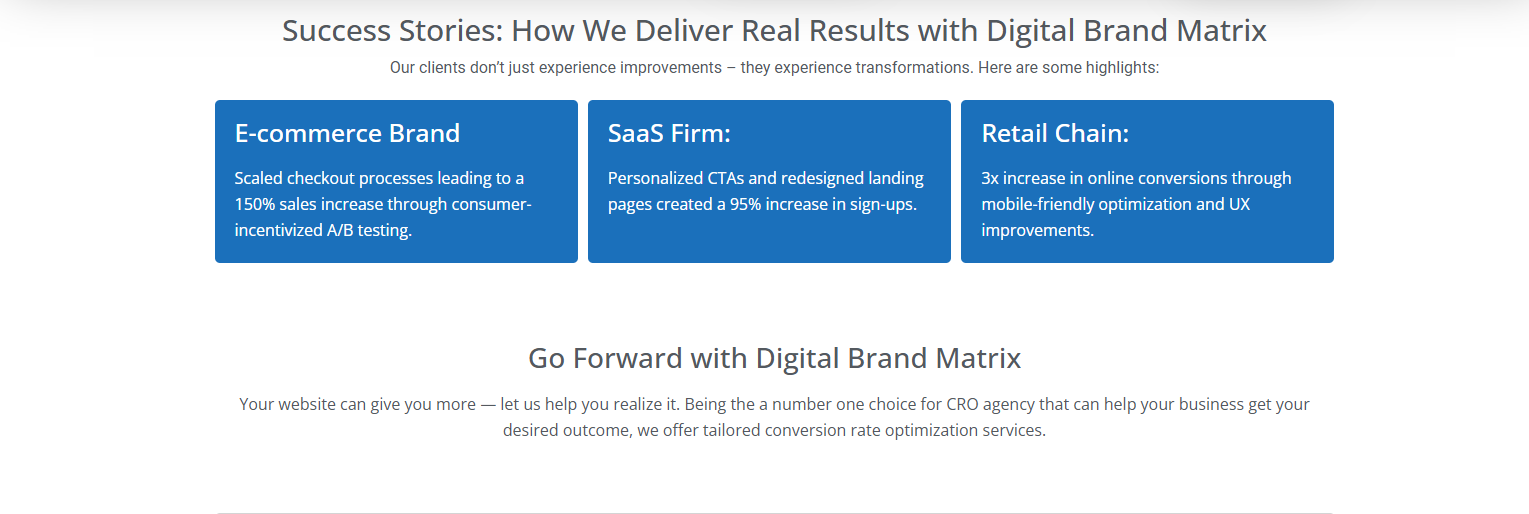 Success Stories: How We Deliver Real Results with Digital Brand Matrix
Our clients don’t just experience improvements – they experience transformations. Here are some highlights:
E-commerce Brand
Scaled checkout processes leading to a
150% sales increase through consumer-
incentivized A/B testing.
SaaS Firm:
Personalized CTAs and redesigned landing
pages created a 95% increase in sign-ups.
Retail Chain:
3x increase in online conversions through
mobile-friendly optimization and UX
improvements.
Go Forward with Digital Brand Matrix
Your website can give you more — let us help you realize it. Being the a number one choice for CRO agency that can help your business get your
desired outcome, we offer tailored conversion rate optimization services.